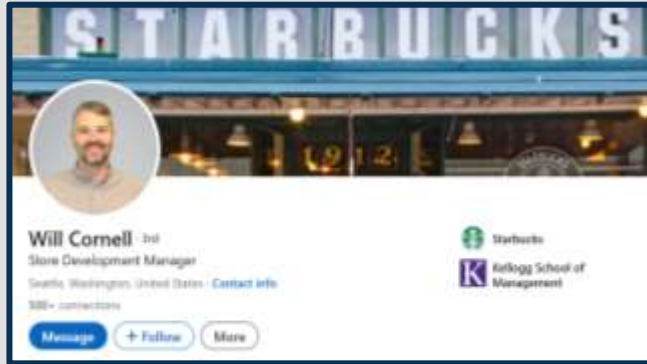 STARBUCKS
1912
Will Cornell · 3rd
Store Development Manager
Seattle, Washington, United States · Contact info
500+ connections
Message
+ Follow
More
Starbucks
Kellogg School of
Management